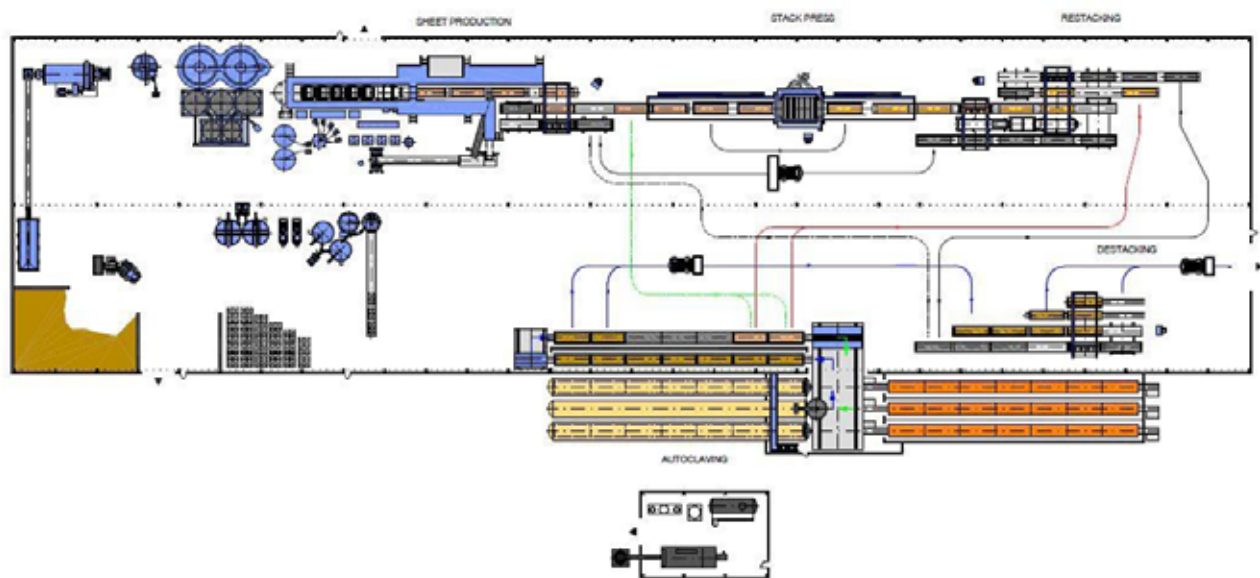 SHEET PRODUCTION
STACK PRESS
RESTACKING
DESTACKING
AUTOCLAVING